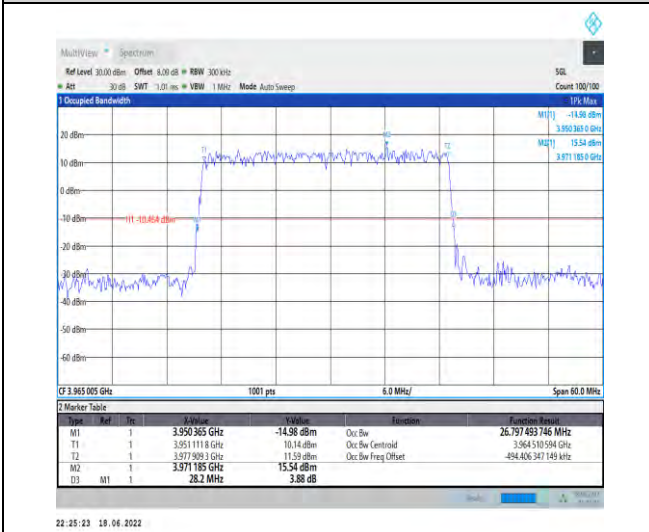 MultiView Spectrum
Ref Level 30.00 dBm Offset 8.00 dB RBW 300 kHz SGL
Att 30 dB SWT 1.01 ms VBW 1 MHz Mode Auto Sweep Count 100/100
1 Occupied Bandwidth 1Pk Max
M1[1] -14.98 dBm
3.950 365 0 GHz
20 dBm
M2[1] 15.54 dBm
3.971 185 0 GHz
T1 M2 T2
10 dBm
0 dBm
-10 dBm H1 -10.464 dBm
-20 dBm
-30 dBm
-40 dBm
-50 dBm
-60 dBm
CF 3.965 005 GHz 1001 pts 6.0 MHz/ Span 60.0 MHz
2 Marker Table
Type Ref Trc X-Value Y-Value Function Function Result
M1 1 3.950 365 GHz -14.98 dBm Occ Bw 26.797 493 746 MHz
T1 1 3.951 111 8 GHz 10.14 dBm Occ Bw Centroid 3.964 510 594 GHz
T2 1 3.977 909 3 GHz 11.59 dBm Occ Bw Freq Offset -494.406 347 149 kHz
M2 1 3.971 185 GHz 15.54 dBm
D3 M1 1 28.2 MHz 3.88 dB
22:25:23 18.06.2022